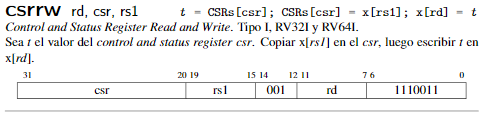 csrrw rd, csr, rs1 t = CSRs[csr]; CSRs[csr] = x[rs1]; x[rd] = t
Control and Status Register Read and Write. Tipo I, RV32I y RV64I.
Sea t el valor del control and status register csr. Copiar x[rs1] en el csr, luego escribir t en
x[rd].
31 20 19 15 14 12 11 7 6 0
csr rs1 001 rd 1110011